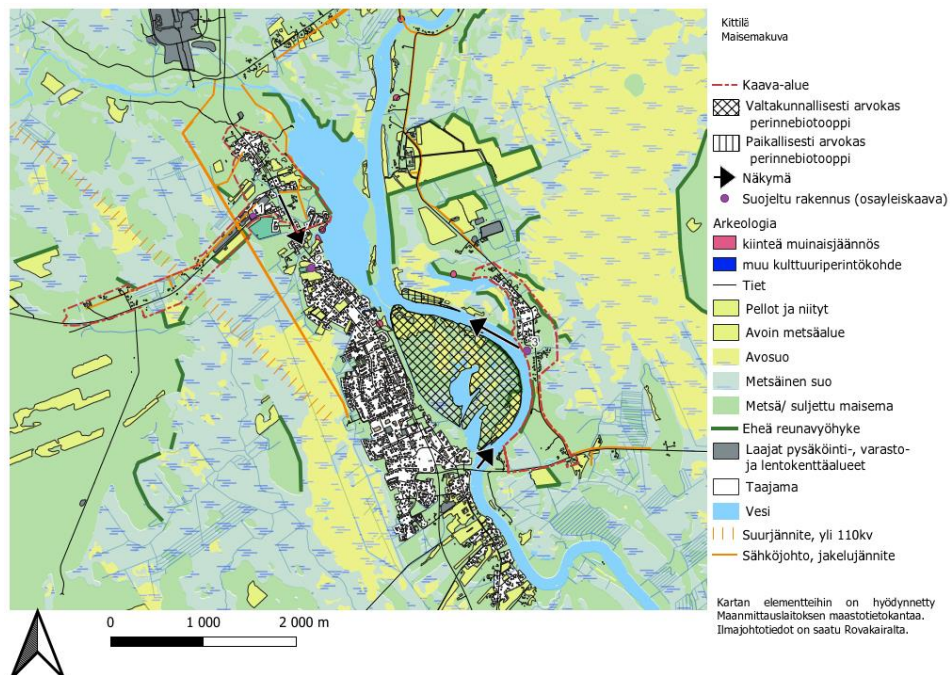 Kittilä
Maisemakuva
Kaava-alue
Valtakunnallisesti arvokas
perinnebiotooppi
Paikallisesti arvokas
perinnebiotooppi
Näkymä
Suojeltu rakennus (osayleiskaava)
Arkeologia
kiinteä muinaisjäännös
muu kulttuuriperintökohde
Tiet
Pellot ja niityt
Avoin metsäalue
Avosuo
Metsäinen suo
Metsä/ suljettu maisema
Eheä reunavyöhyke
Laajat pysäköinti-, varasto-
ja lentokenttäalueet
Taajama
Vesi
Suurjännite, yli 110kv
Sähköjohto, jakelujännite
Kartan elementteihin on hyödynnetty
Maanmittauslaitoksen maastotietokantaa.
Ilmajohtotiedot on saatu Rovakairalta.
0 1 000 2 000 m